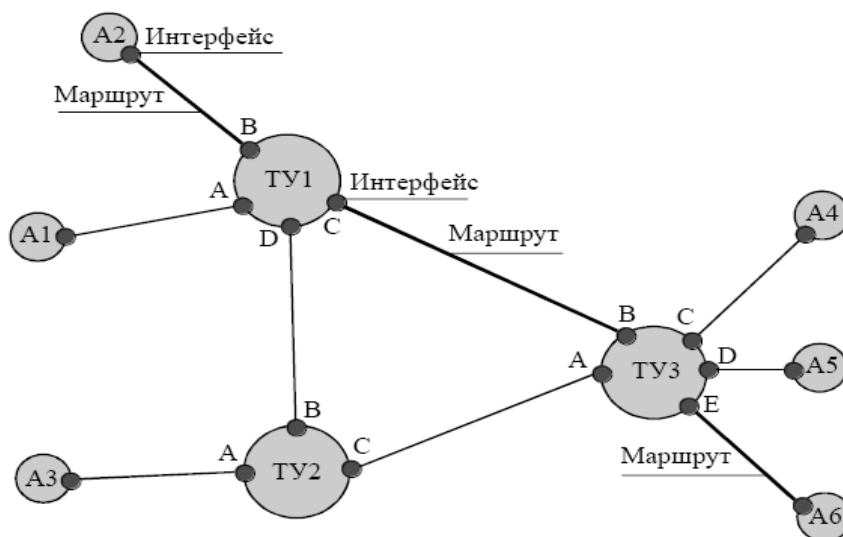 А2
Интерфейс
Маршрут
В
ТУ1
А
Интерфейс
А1
D
С
Маршрут
А4
В
С
А
ТУ3
D
А5
Е
В
А
С
Маршрут
А3
ТУ2
А6